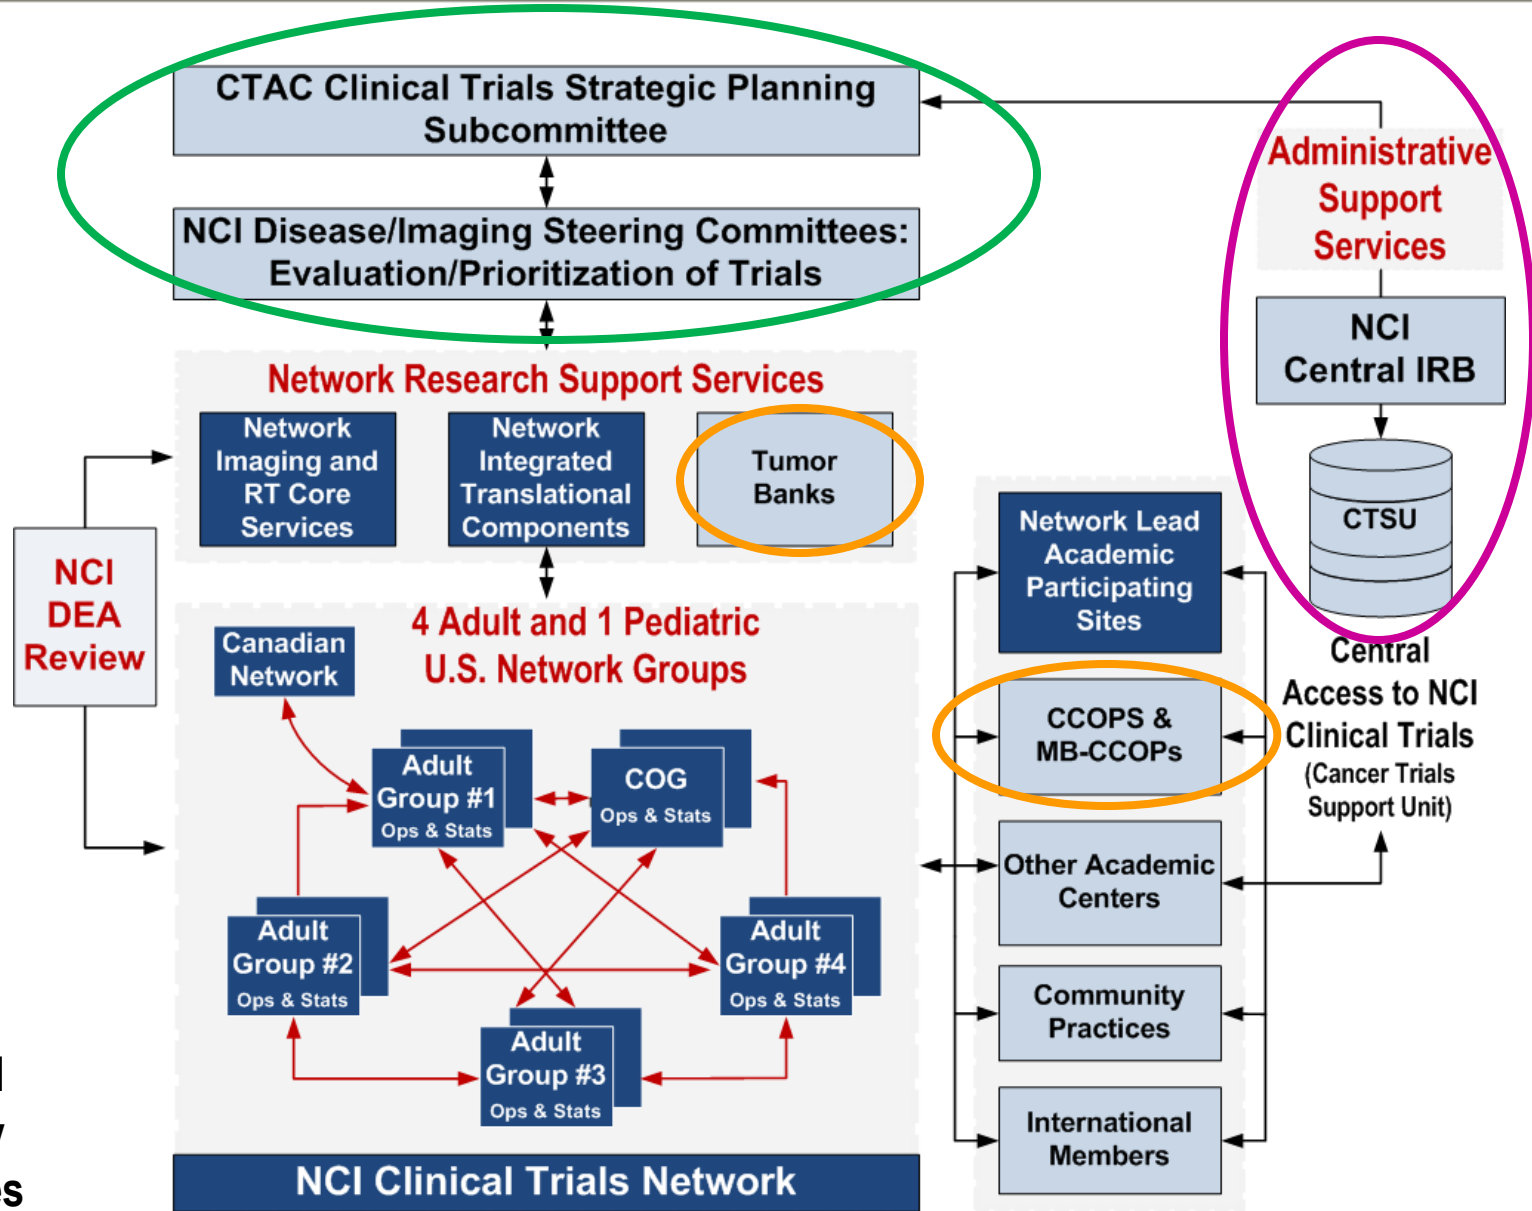 CTAC Clinical Trials Strategic Planning
Subcommittee
NCI Disease/Imaging Steering Committees:
Evaluation/Prioritization of Trials
Administrative
Support
Services
NCI
Central IRB
CTSU
Central
Access to NCI
Clinical Trials
(Cancer Trials
Support Unit)
Network Research Support Services
Network
Imaging and
RT Core
Services
Network
Integrated
Translational
Components
Tumor
Banks
NCI
DEA
Review
4 Adult and 1 Pediatric
U.S. Network Groups
Canadian
Network
Adult
Group #1
Ops & Stats
COG
Ops & Stats
Adult
Group #2
Ops & Stats
Adult
Group #4
Ops & Stats
Adult
Group #3
Ops & Stats
NCI Clinical Trials Network
Network Lead
Academic
Participating
Sites
CCOPS &
MB-CCOPs
Other Academic
Centers
Community
Practices
International
Members